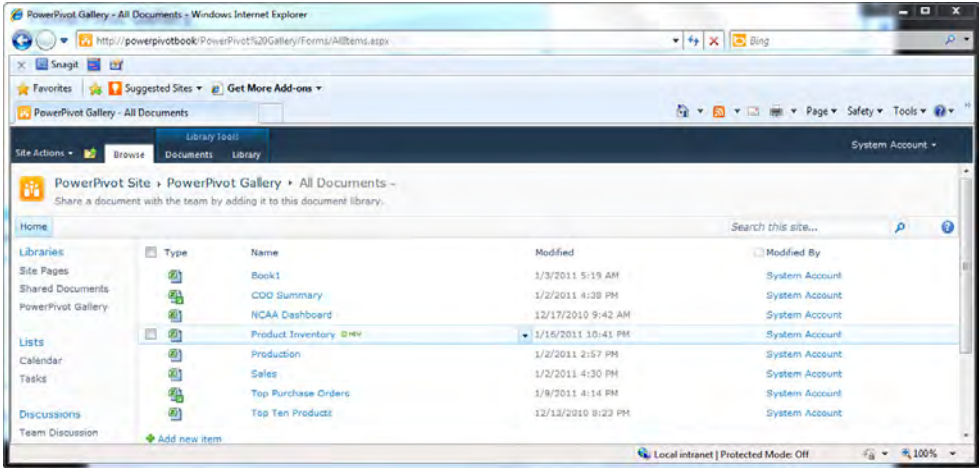 PowerPivot Gallery - All Documents - Windows Internet Explorer
http://powerpivotbook/PowerPivot%20Gallery/Forms/AllItems.aspx Bing
Snagit
Favorites Suggested Sites Get More Add-ons
PowerPivot Gallery - All Documents Page Safety Tools
Library Tools
Site Actions Browse Documents Library System Account
PowerPivot Site PowerPivot Gallery All Documents
Share a document with the team by adding it to this document library.
Home Search this site...
Libraries Type Name Modified Modified By
Site Pages Book1 1/3/2011 5:19 AM System Account
Shared Documents COO Summary 1/2/2011 4:38 PM System Account
PowerPivot Gallery NCAA Dashboard 12/17/2010 9:42 AM System Account
Product Inventory NEW 1/16/2011 10:41 PM System Account
Lists Production 1/2/2011 2:57 PM System Account
Calendar
Tasks Sales 1/2/2011 4:30 PM System Account
Top Purchase Orders 1/9/2011 4:14 PM System Account
Discussions Top Ten Products 12/12/2010 8:23 PM System Account
Team Discussion Add new item
Local intranet | Protected Mode: Off 100%